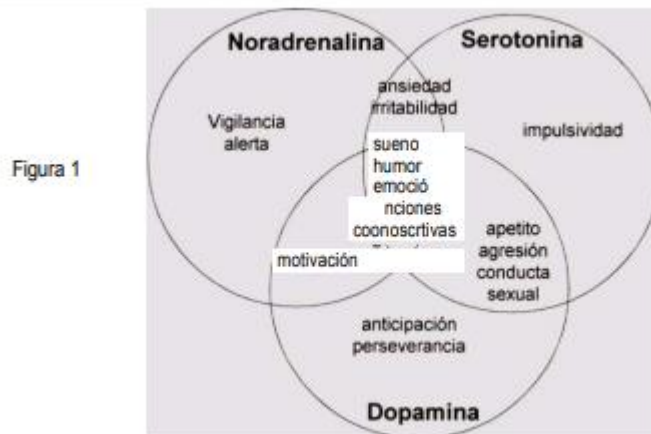 Noradrenalina
Serotonina
ansiedad
irritabilidad
Vigilancia
alerta
impulsividad
Figura 1
sueno
humor
emoció
nciones
coonoscrtivas
motivación
apetito
agresión
conducta
sexual
anticipación
perseverancia
Dopamina